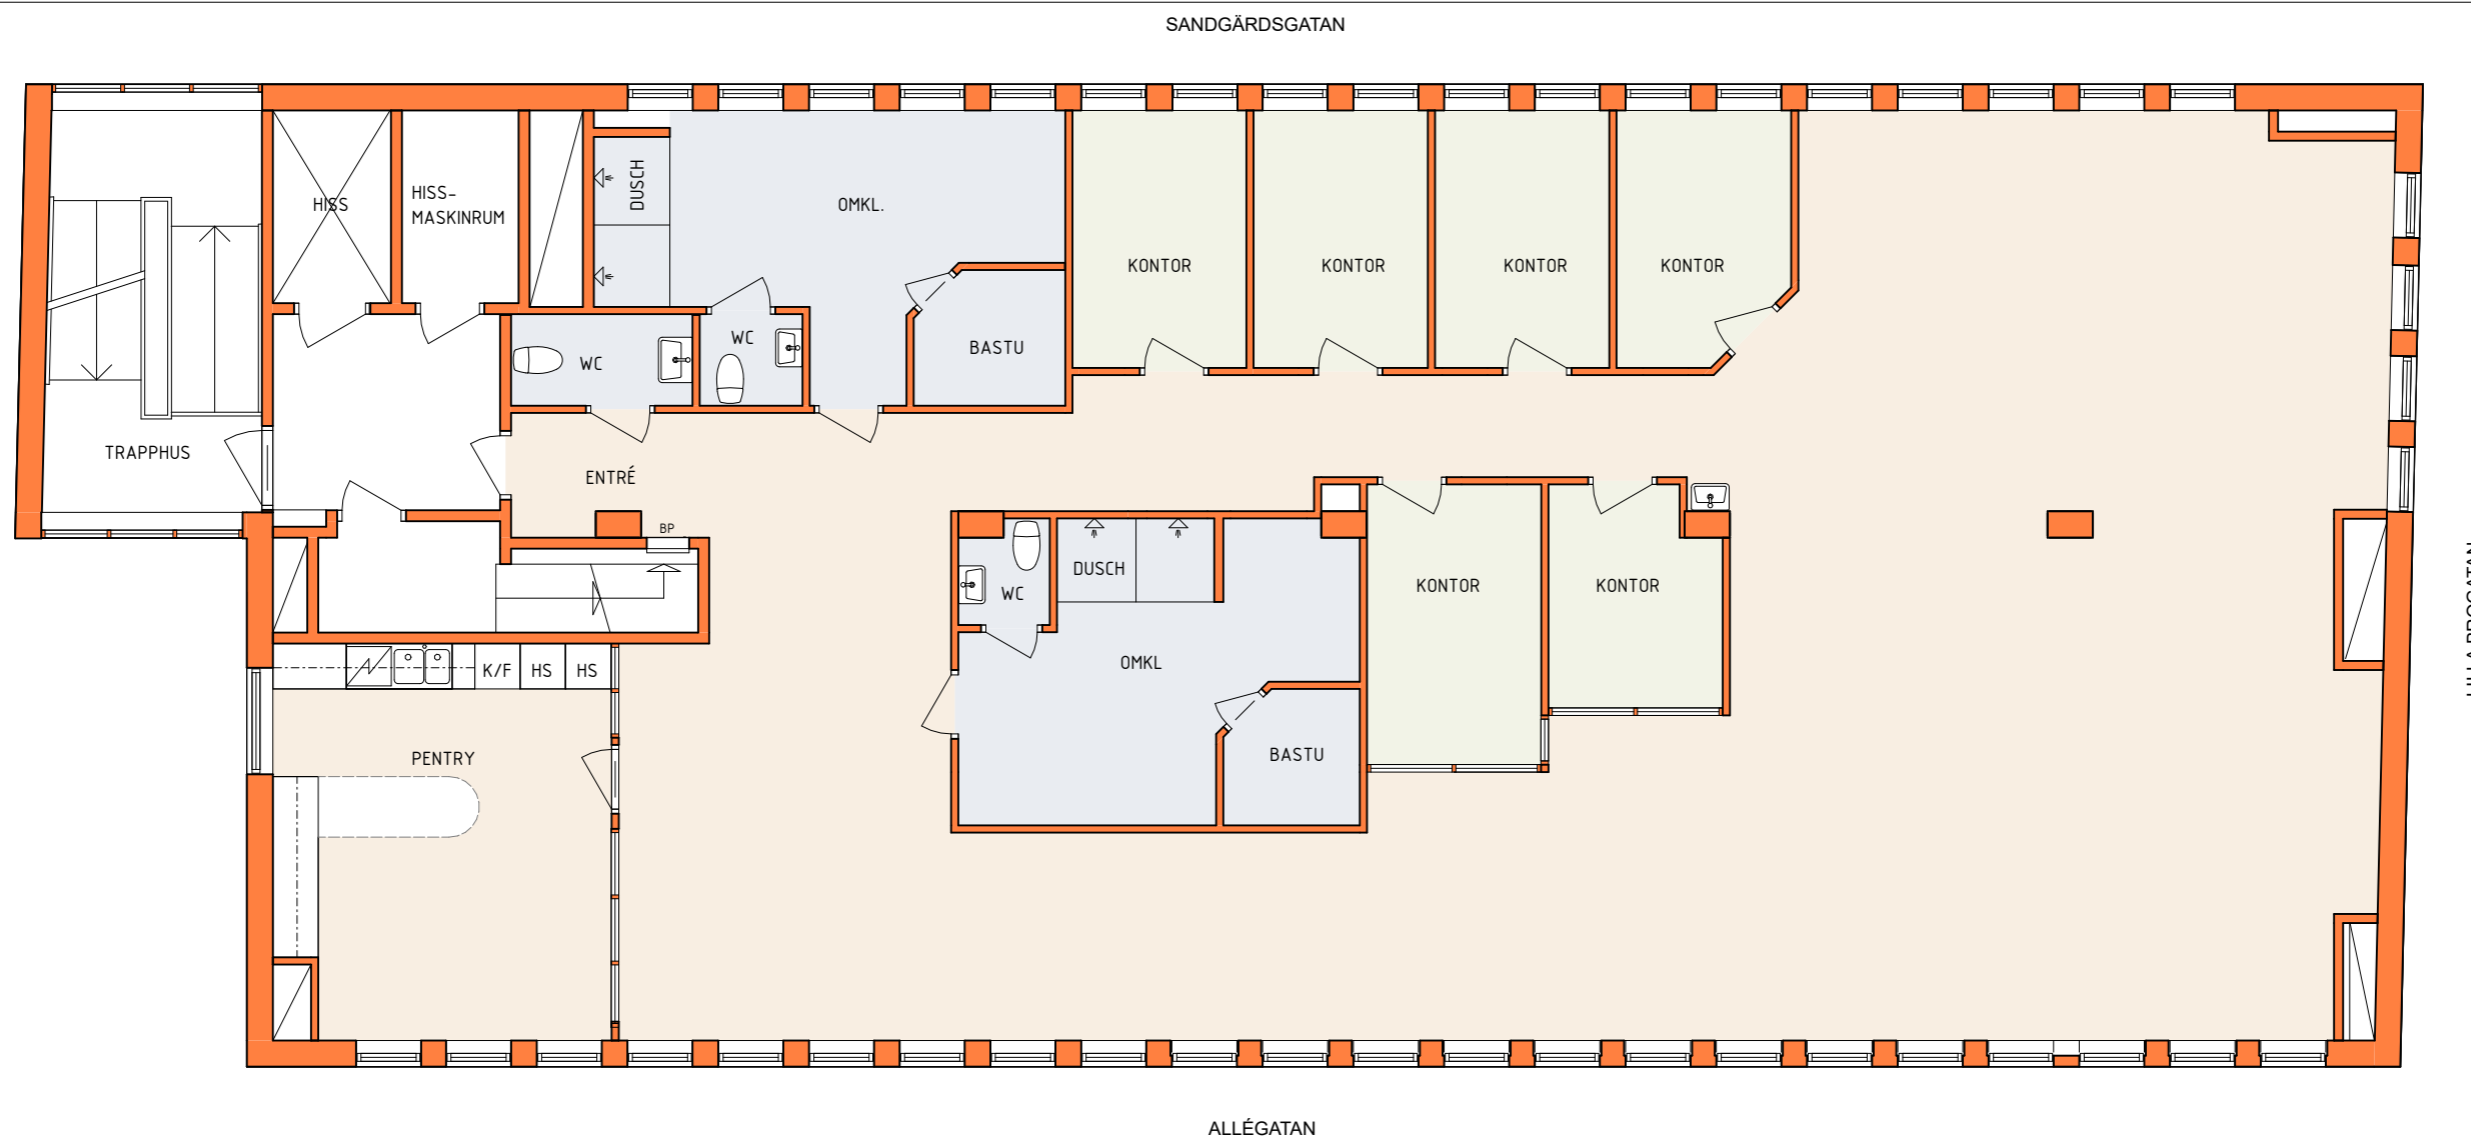 SANDGÄRDSGATAN
HISS
HISS-
MASKINRUM
DUSCH
OMKL.
KONTOR
KONTOR
KONTOR
KONTOR
WC
WC
BASTU
TRAPPHUS
ENTRÉ
BP
WC
DUSCH
KONTOR
KONTOR
OMKL
K/F
HS
HS
PENTRY
BASTU
ALLÉGATAN